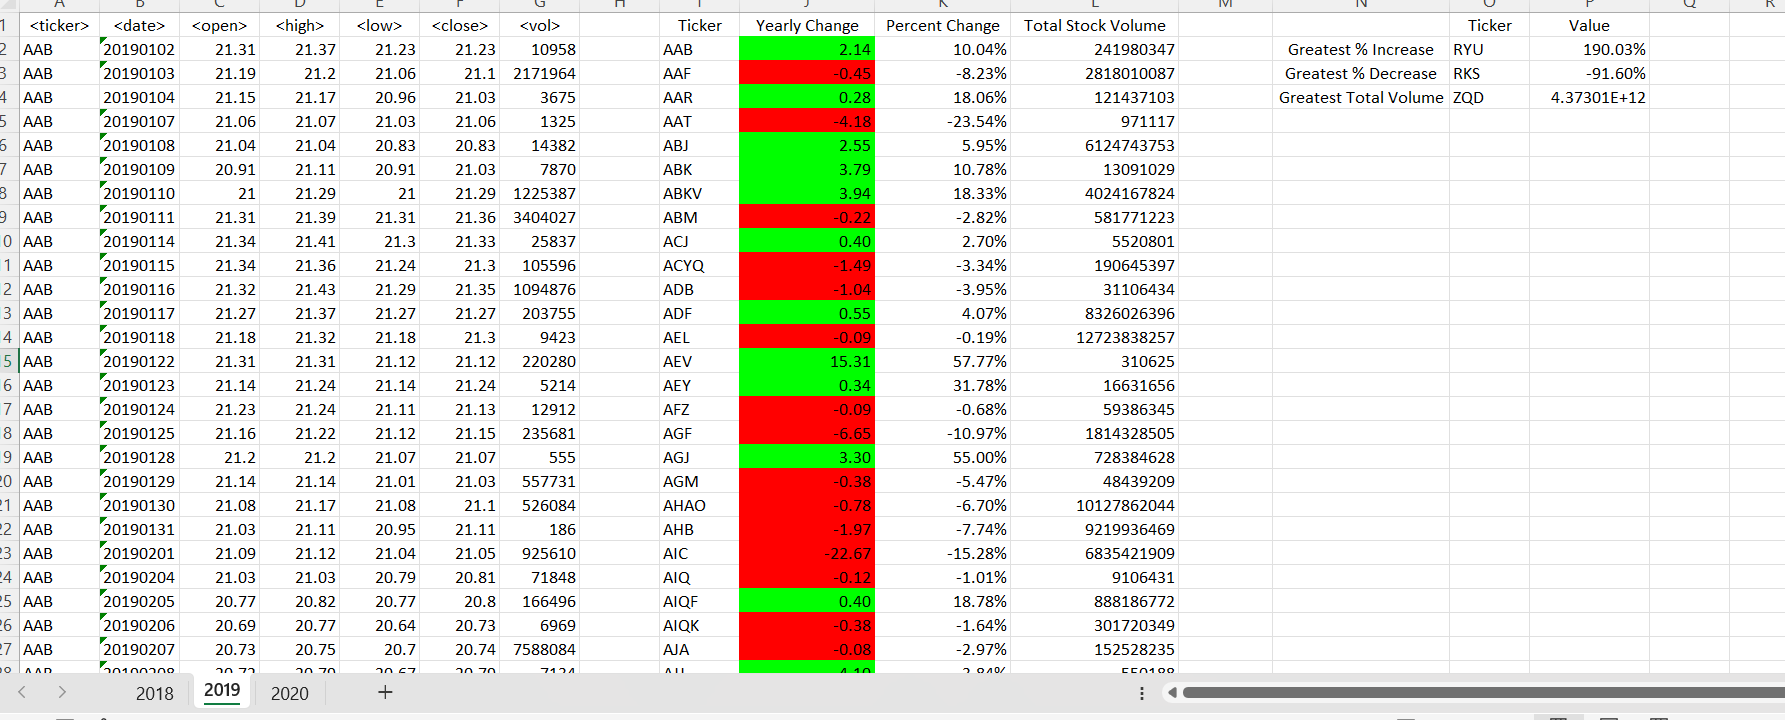 A B C D E F G H I J K L M N O P Q R
1 <ticker> <date> <open> <high> <low> <close> <vol> Ticker Yearly Change Percent Change Total Stock Volume Ticker Value
2 AAB 20190102 21.31 21.37 21.23 21.23 10958 AAB 2.14 10.04% 241980347 Greatest % Increase RYU 190.03%
3 AAB 20190103 21.19 21.2 21.06 21.1 2171964 AAF -0.45 -8.23% 2818010087 Greatest % Decrease RKS -91.60%
4 AAB 20190104 21.15 21.17 20.96 21.03 3675 AAR 0.28 18.06% 121437103 Greatest Total Volume ZQD 4.37301E+12
5 AAB 20190107 21.06 21.07 21.03 21.06 1325 AAT -4.18 -23.54% 971117
6 AAB 20190108 21.04 21.04 20.83 20.83 14382 ABJ 2.55 5.95% 6124743753
7 AAB 20190109 20.91 21.11 20.91 21.03 7870 ABK 3.79 10.78% 13091029
8 AAB 20190110 21 21.29 21 21.29 1225387 ABKV 3.94 18.33% 4024167824
9 AAB 20190111 21.31 21.39 21.31 21.36 3404027 ABM -0.22 -2.82% 581771223
10 AAB 20190114 21.34 21.41 21.3 21.33 25837 ACJ 0.40 2.70% 5520801
11 AAB 20190115 21.34 21.36 21.24 21.3 105596 ACYQ -1.49 -3.34% 190645397
12 AAB 20190116 21.32 21.43 21.29 21.35 1094876 ADB -1.04 -3.95% 31106434
13 AAB 20190117 21.27 21.37 21.27 21.27 203755 ADF 0.55 4.07% 8326026396
14 AAB 20190118 21.18 21.32 21.18 21.3 9423 AEL -0.09 -0.19% 12723838257
15 AAB 20190122 21.31 21.31 21.12 21.12 220280 AEV 15.31 57.77% 310625
16 AAB 20190123 21.14 21.24 21.14 21.24 5214 AEY 0.34 31.78% 16631656
17 AAB 20190124 21.23 21.24 21.11 21.13 12912 AFZ -0.09 -0.68% 59386345
18 AAB 20190125 21.16 21.22 21.12 21.15 235681 AGF -6.65 -10.97% 1814328505
19 AAB 20190128 21.2 21.2 21.07 21.07 555 AGJ 3.30 55.00% 728384628
20 AAB 20190129 21.14 21.14 21.01 21.03 557731 AGM -0.38 -5.47% 48439209
21 AAB 20190130 21.08 21.17 21.08 21.1 526084 AHAO -0.78 -6.70% 10127862044
22 AAB 20190131 21.03 21.11 20.95 21.11 186 AHB -1.97 -7.74% 9219936469
23 AAB 20190201 21.09 21.12 21.04 21.05 925610 AIC -22.67 -15.28% 6835421909
24 AAB 20190204 21.03 21.03 20.79 20.81 71848 AIQ -0.12 -1.01% 9106431
25 AAB 20190205 20.77 20.82 20.77 20.8 166496 AIQF 0.40 18.78% 888186772
26 AAB 20190206 20.69 20.77 20.64 20.73 6969 AIQK -0.38 -1.64% 301720349
27 AAB 20190207 20.73 20.75 20.7 20.74 7588084 AJA -0.08 -2.97% 152528235
2018 2019 2020